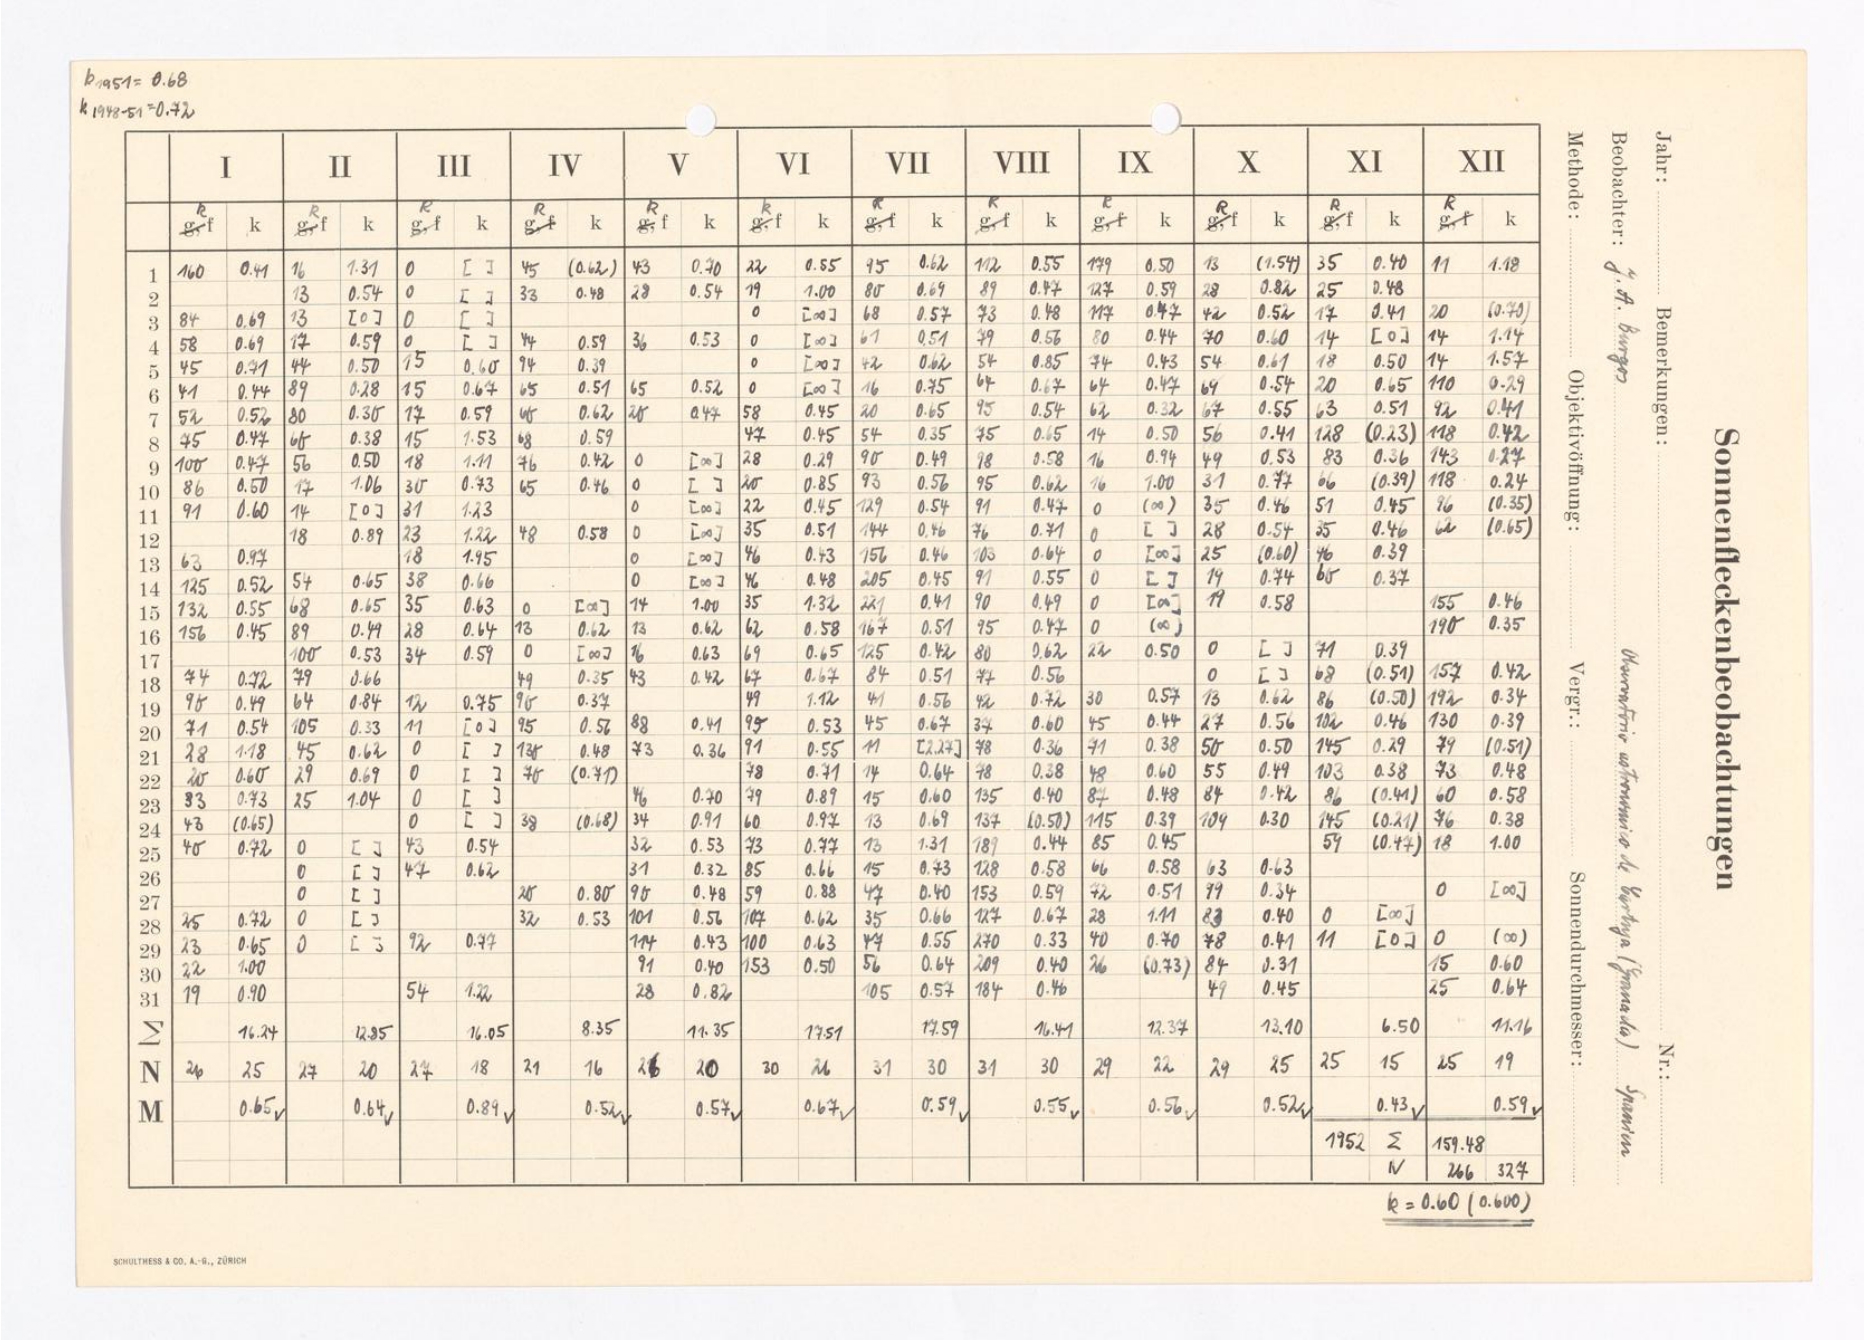 k 1951 = 0.68
k 1948-51 = 0.72
I II III IV V VI VII VIII IX X XI XII
R R R R R R R R R R R R
g,f k g,f k g,f k g,f k g,f k g,f k g,f k g,f k g,f k g,f k g,f k g,f k
1 160 0.41 16 1.31 0 [ ] 45 (0.62) 43 0.70 22 0.55 95 0.62 112 0.55 179 0.50 13 (1.54) 35 0.40 11 1.18
2 13 0.54 0 [ ] 33 0.48 28 0.54 19 1.00 80 0.69 89 0.47 127 0.59 28 0.82 25 0.48
3 84 0.69 13 [0] 0 [ ] 0 [∞] 68 0.57 73 0.48 117 0.47 42 0.52 17 0.41 20 (0.70)
4 58 0.69 17 0.59 0 [ ] 44 0.59 36 0.53 0 [∞] 61 0.51 79 0.56 80 0.44 70 0.60 14 [0] 14 1.14
5 45 0.71 44 0.50 15 0.60 94 0.39 0 [∞] 42 0.62 54 0.85 74 0.43 54 0.61 18 0.50 14 1.57
6 41 0.44 89 0.28 15 0.67 65 0.51 65 0.52 0 [∞] 16 0.75 64 0.67 64 0.47 69 0.54 20 0.65 110 0.29
7 52 0.52 80 0.30 17 0.59 60 0.62 20 0.47 58 0.45 20 0.65 95 0.54 62 0.32 67 0.55 63 0.51 92 0.41
8 75 0.47 60 0.38 15 1.53 68 0.59 47 0.45 54 0.35 75 0.65 14 0.50 56 0.41 128 (0.23) 118 0.42
9 100 0.47 56 0.50 18 1.11 76 0.42 0 [∞] 28 0.29 90 0.49 98 0.58 16 0.94 49 0.53 83 0.36 143 0.27
10 86 0.50 17 1.06 30 0.73 65 0.46 0 [ ] 20 0.85 93 0.56 95 0.62 16 1.00 31 0.77 66 (0.39) 118 0.24
11 91 0.60 14 [0] 31 1.23 0 [∞] 22 0.45 129 0.54 91 0.47 0 (∞) 35 0.46 51 0.45 96 (0.35)
12 18 0.89 23 1.22 48 0.58 0 [∞] 35 0.51 144 0.46 76 0.71 0 [ ] 28 0.54 35 0.46 62 (0.65)
13 63 0.97 18 1.95 0 [∞] 46 0.43 156 0.46 103 0.64 0 [∞] 25 (0.60) 46 0.39
14 125 0.52 54 0.65 38 0.66 0 [∞] 46 0.48 205 0.45 91 0.55 0 [ ] 19 0.74 60 0.37
15 132 0.55 68 0.65 35 0.63 0 [∞] 14 1.00 35 1.32 221 0.41 90 0.49 0 [∞] 19 0.58 155 0.46
16 156 0.45 89 0.49 28 0.64 13 0.62 13 0.62 62 0.58 167 0.51 95 0.47 0 (∞) 190 0.35
17 100 0.53 34 0.59 0 [∞] 16 0.63 69 0.65 125 0.42 80 0.62 22 0.50 0 [ ] 71 0.39
18 74 0.72 79 0.66 49 0.35 43 0.42 67 0.67 84 0.51 77 0.56 0 [ ] 68 (0.51) 157 0.42
19 90 0.49 64 0.84 12 0.75 90 0.37 49 1.12 41 0.56 42 0.72 30 0.57 13 0.62 86 (0.50) 192 0.34
20 71 0.54 105 0.33 11 [0] 95 0.56 88 0.41 95 0.53 45 0.67 37 0.60 45 0.44 27 0.56 102 0.46 130 0.39
21 28 1.18 45 0.62 0 [ ] 130 0.48 73 0.36 91 0.55 11 [2.27] 78 0.36 71 0.38 50 0.50 145 0.29 79 (0.51)
22 20 0.60 29 0.69 0 [ ] 70 (0.71) 78 0.71 14 0.64 78 0.38 48 0.60 55 0.49 103 0.38 73 0.48
23 33 0.73 25 1.04 0 [ ] 46 0.70 79 0.89 15 0.60 135 0.40 87 0.48 84 0.42 86 (0.41) 60 0.58
24 43 (0.65) 0 [ ] 38 (0.68) 34 0.91 60 0.97 13 0.69 137 (0.50) 115 0.39 109 0.30 145 (0.21) 76 0.38
25 40 0.72 0 [ ] 43 0.54 32 0.53 73 0.77 13 1.31 189 0.44 85 0.45 59 (0.47) 18 1.00
26 0 [ ] 47 0.62 31 0.32 85 0.66 15 0.73 128 0.58 66 0.58 63 0.63
27 0 [ ] 20 0.80 90 0.48 59 0.88 47 0.40 153 0.59 72 0.51 99 0.34 0 [∞]
28 25 0.72 0 [ ] 32 0.53 101 0.56 107 0.62 35 0.66 127 0.67 28 1.11 83 0.40 0 [∞]
29 23 0.65 0 [ ] 92 0.77 114 0.43 100 0.63 47 0.55 270 0.33 40 0.70 78 0.41 11 [0] 0 (∞)
30 22 1.00 91 0.40 153 0.50 56 0.64 209 0.40 26 (0.73) 84 0.31 15 0.60
31 19 0.90 54 1.22 28 0.82 105 0.57 184 0.46 49 0.45 25 0.64
Σ 16.24 12.85 16.05 8.35 11.35 17.51 17.59 16.41 12.37 13.10 6.50 11.16
N 26 25 27 20 27 18 21 16 26 20 30 26 31 30 31 30 29 22 29 25 25 15 25 19
M 0.65✓ 0.64✓ 0.89✓ 0.52✓ 0.57✓ 0.67✓ 0.59✓ 0.55✓ 0.56✓ 0.52✓ 0.43✓ 0.59✓
1952 Σ 159.48
N 266 327
k = 0.60 (0.600)
SCHULTHESS & CO. A.-G., ZÜRICH
Sonnenfleckenbeobachtungen
Jahr: Bemerkungen: Nr.:
Beobachter: J. A. Burgos Observatorio astronómico de Cartuja (Granada) Spanien
Methode: Objektivöffnung: Vergr.: Sonnendurchmesser: